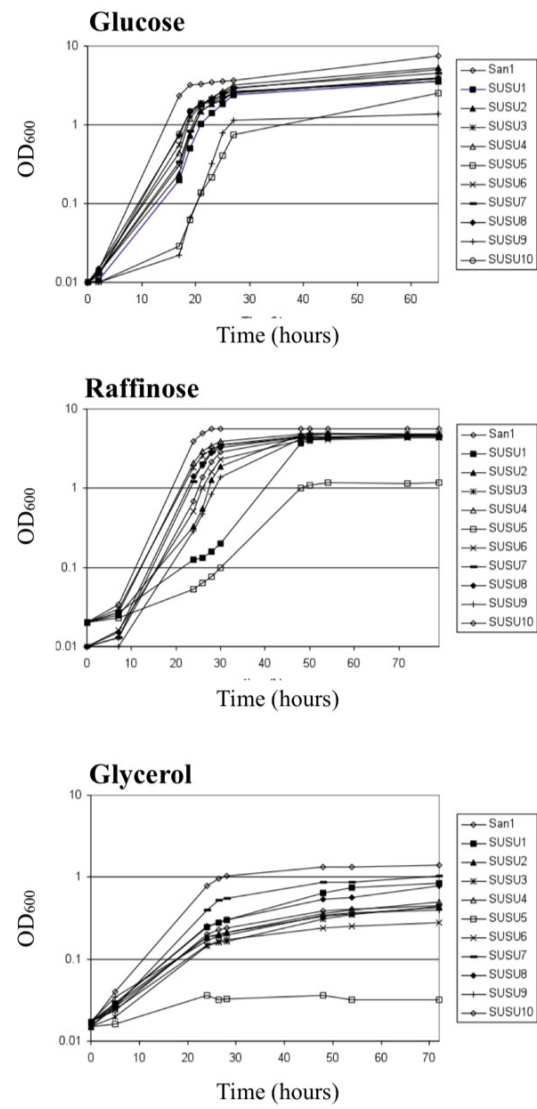 Glucose
OD600
10
1
0.1
0.01
0 10 20 30 40 50 60
Time (hours)
San1
SUSU1
SUSU2
SUSU3
SUSU4
SUSU5
SUSU6
SUSU7
SUSU8
SUSU9
SUSU10
Raffinose
OD600
10
1
0.1
0.01
0 10 20 30 40 50 60 70
Time (hours)
San1
SUSU1
SUSU2
SUSU3
SUSU4
SUSU5
SUSU6
SUSU7
SUSU8
SUSU9
SUSU10
Glycerol
OD600
10
1
0.1
0.01
0 10 20 30 40 50 60 70
Time (hours)
San1
SUSU1
SUSU2
SUSU3
SUSU4
SUSU5
SUSU6
SUSU7
SUSU8
SUSU9
SUSU10